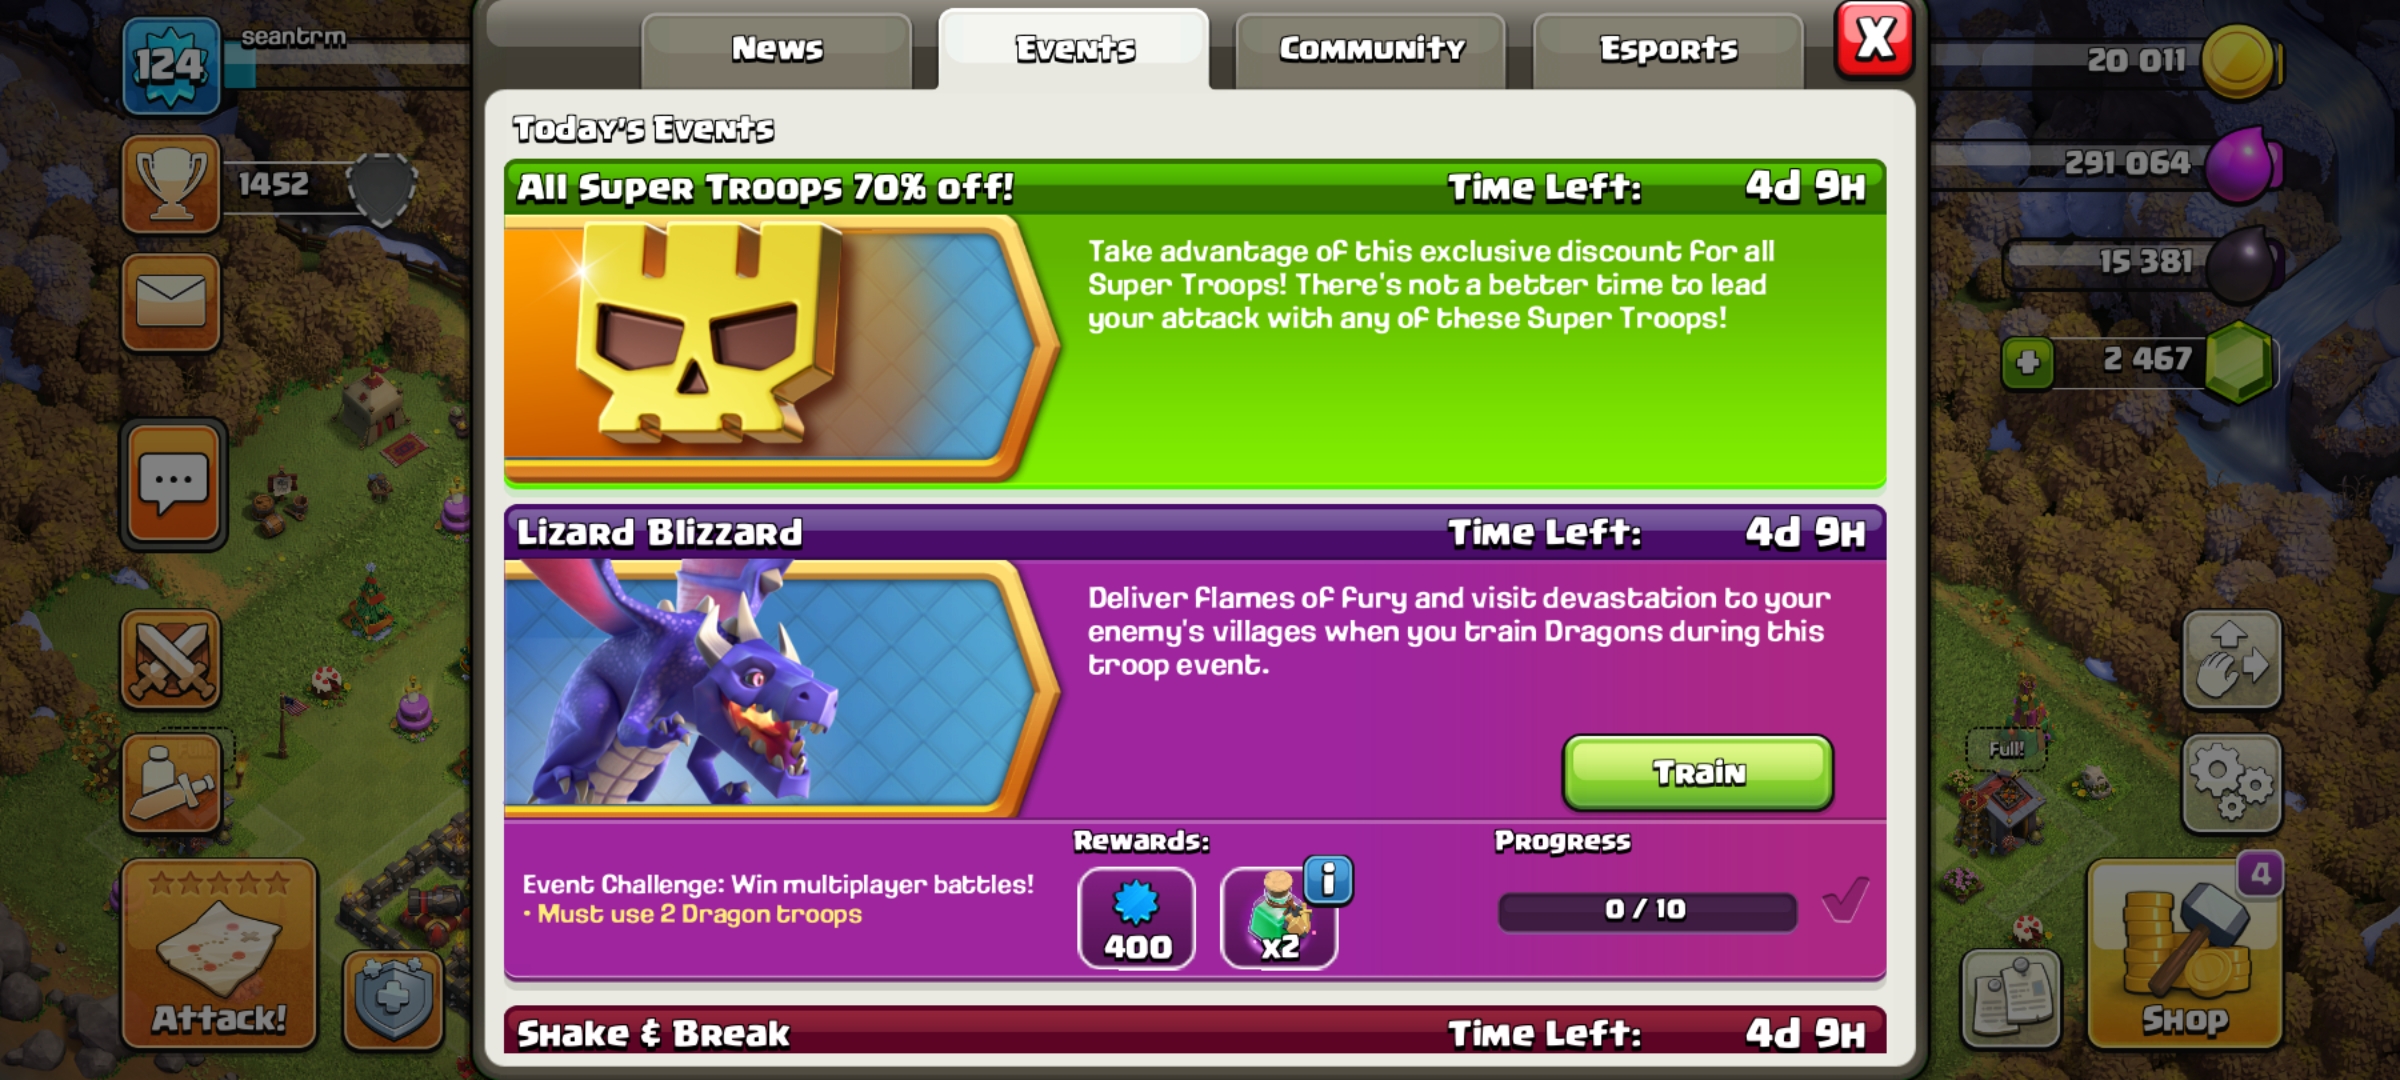 124
seantrm
1452
Attack!
News
Events
Community
Esports
X
Today's Events
All Super Troops 70% off!
Time Left:
4d 9H
Take advantage of this exclusive discount for all
Super Troops! There's not a better time to lead
your attack with any of these Super Troops!
Lizard Blizzard
Time Left:
4d 9H
Deliver flames of fury and visit devastation to your
enemy's villages when you train Dragons during this
troop event.
Train
Event Challenge: Win multiplayer battles!
• Must use 2 Dragon troops
Rewards:
400
i
x2
Progress
0 / 10
Shake & Break
Time Left:
4d 9H
20 011
291 064
15 381
2 467
Full!
4
Shop